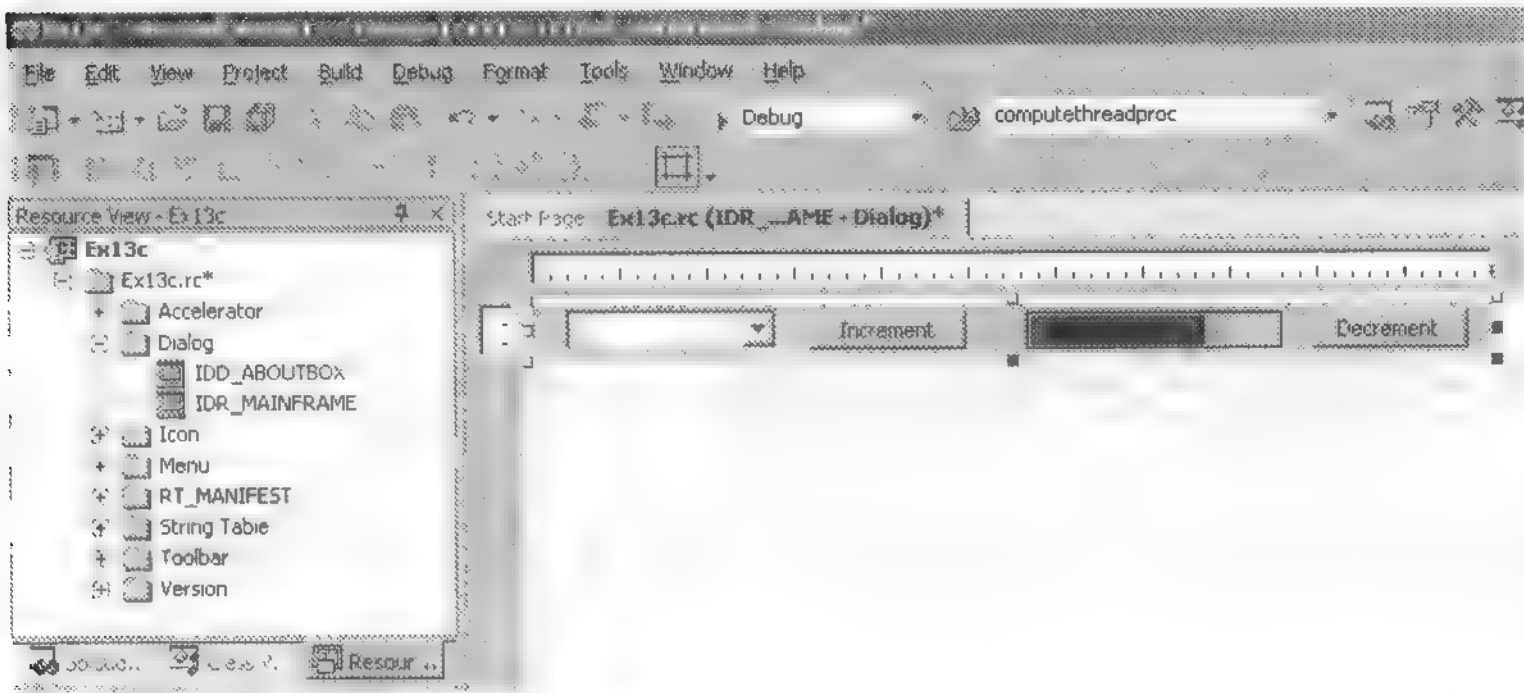 File Edit View Project Build Debug Format Tools Window Help
Debug computethreadproc
Resource View - Ex13c
Start Page Ex13c.rc (IDR_...AME - Dialog)*
Ex13c
Ex13c.rc*
Accelerator
Dialog
IDD_ABOUTBOX
IDR_MAINFRAME
Icon
Menu
RT_MANIFEST
String Table
Toolbar
Version
Increment Decrement
Resour